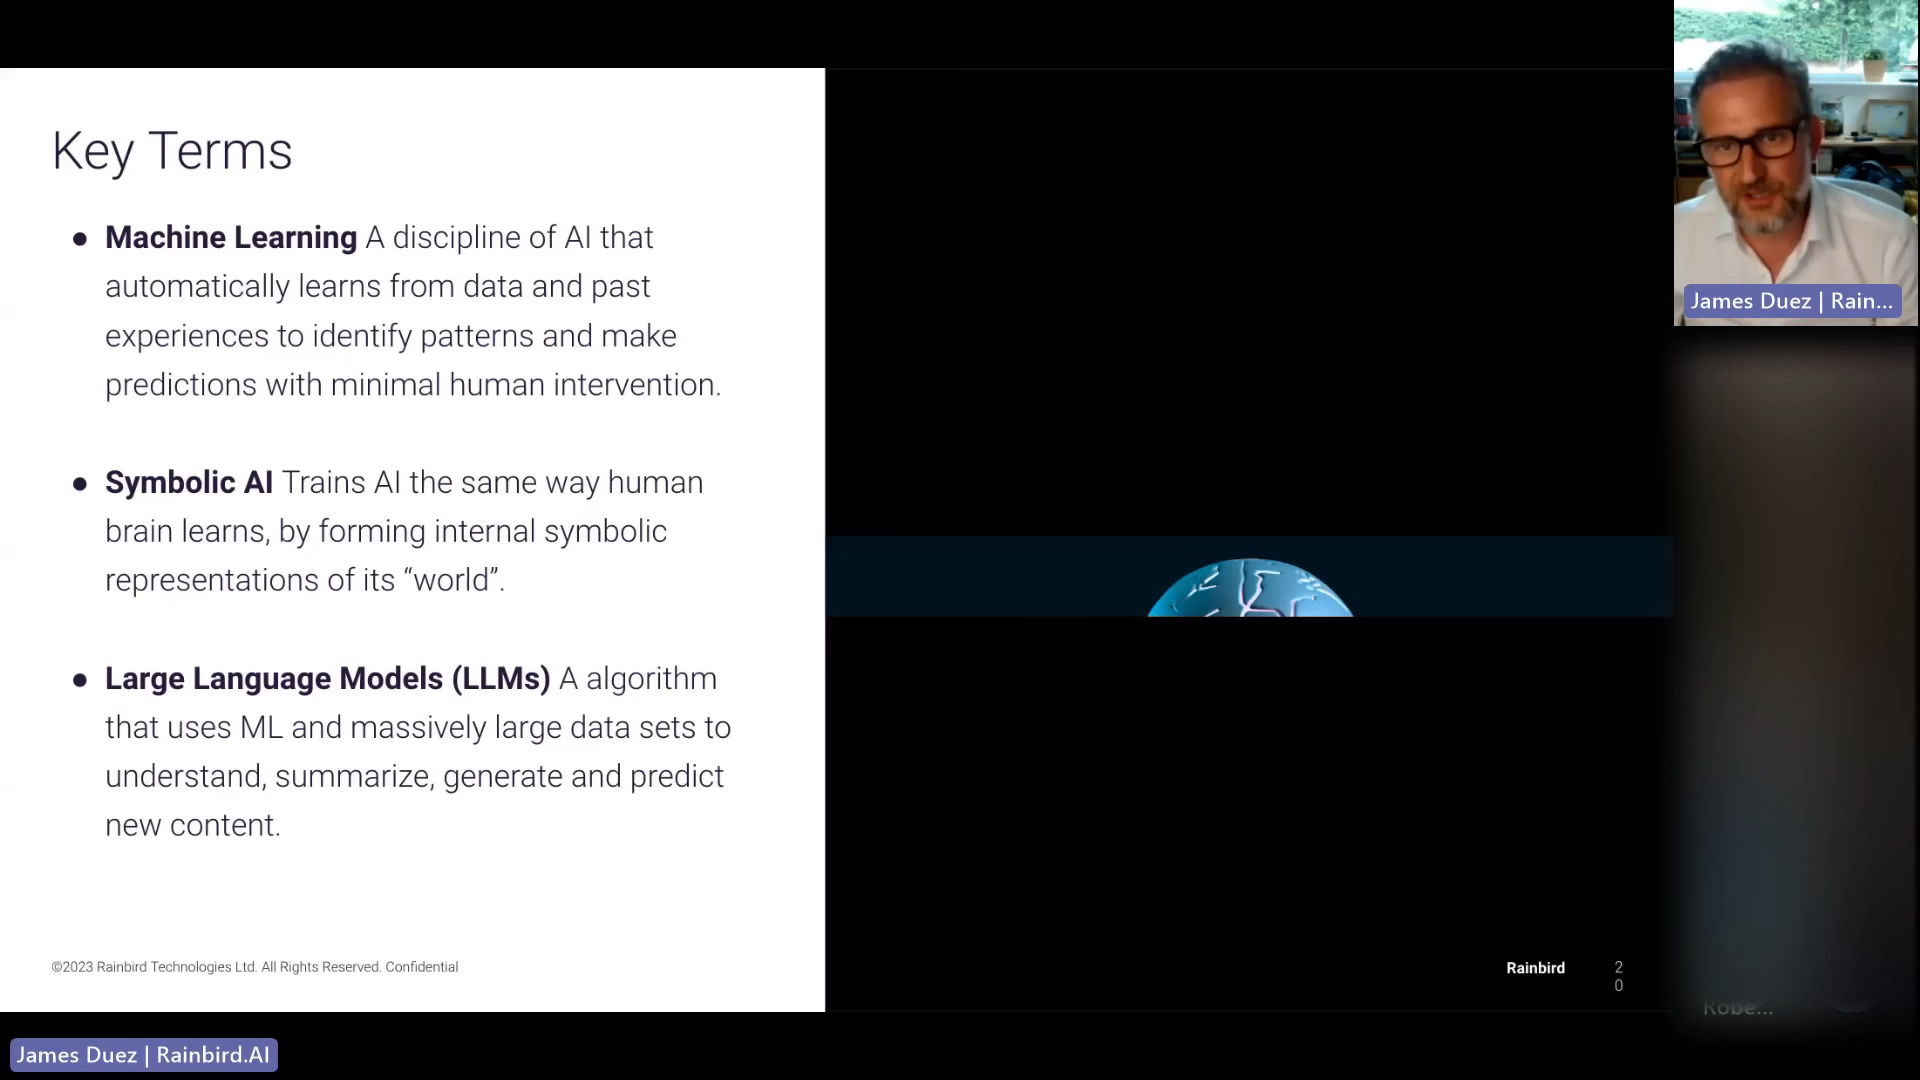 Key Terms
● Machine Learning A discipline of AI that
automatically learns from data and past
experiences to identify patterns and make
predictions with minimal human intervention.
● Symbolic AI Trains AI the same way human
brain learns, by forming internal symbolic
representations of its “world”.
● Large Language Models (LLMs) A algorithm
that uses ML and massively large data sets to
understand, summarize, generate and predict
new content.
©2023 Rainbird Technologies Ltd. All Rights Reserved. Confidential
Rainbird
2
0
James Duez | Rain...
Robe...
James Duez | Rainbird.AI